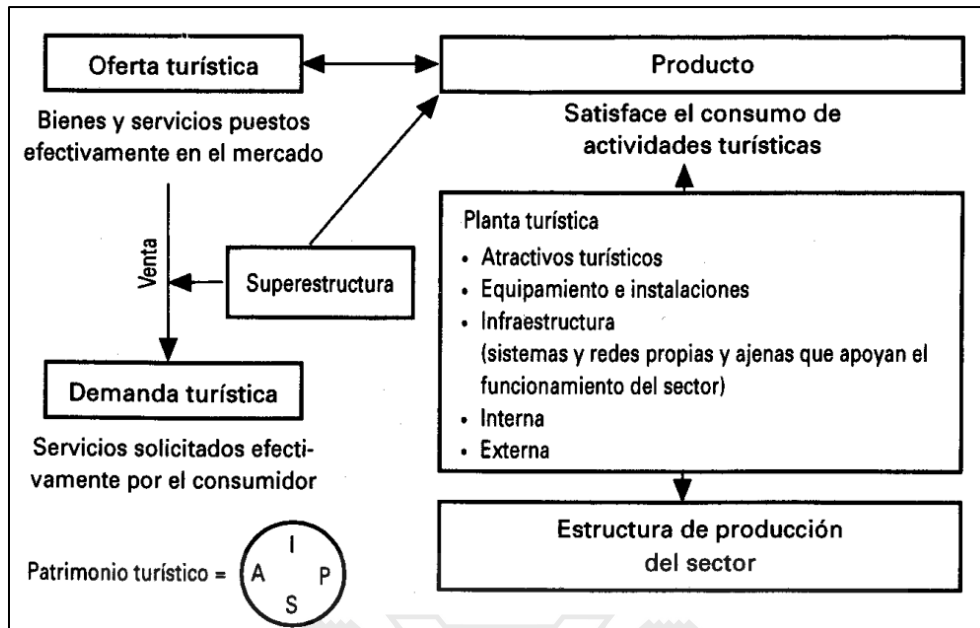 Oferta turística
Producto
Bienes y servicios puestos
efectivamente en el mercado
Satisface el consumo de
actividades turísticas
Venta
Superestructura
Planta turística
• Atractivos turísticos
• Equipamiento e instalaciones
• Infraestructura
(sistemas y redes propias y ajenas que apoyan el
funcionamiento del sector)
• Interna
• Externa
Demanda turística
Servicios solicitados efecti-
vamente por el consumidor
Estructura de producción
del sector
Patrimonio turístico =
I
A P
S